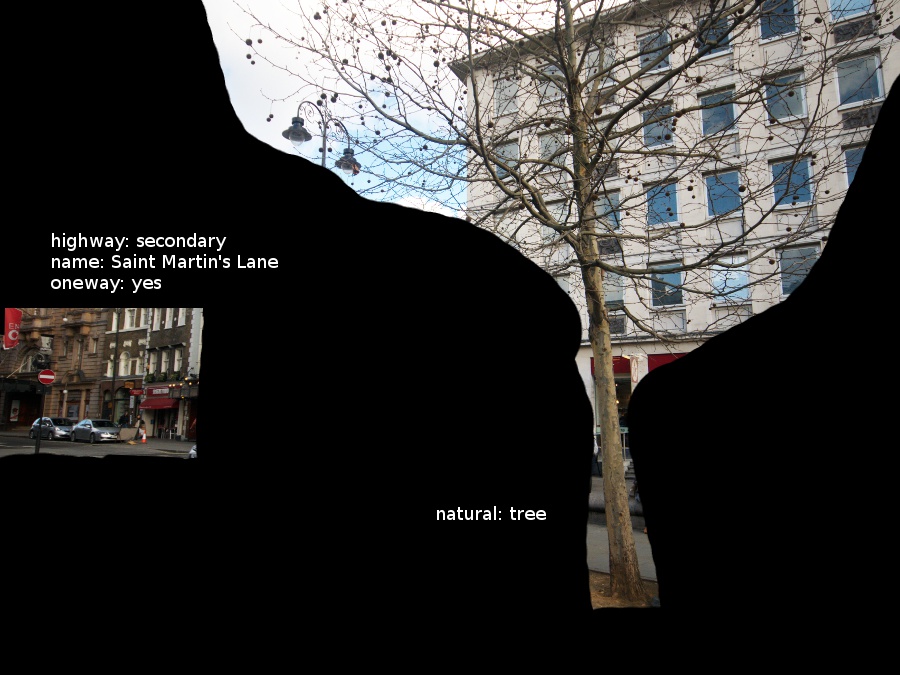 highway: secondary
name: Saint Martin's Lane
oneway: yes
natural: tree